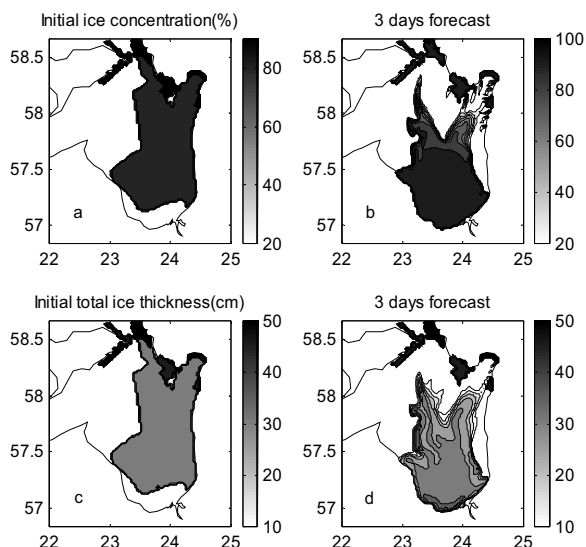 Initial ice concentration(%)
3 days forecast
58.5
58
57.5
57
22 23 24 25
a
80
60
40
20
58.5
58
57.5
57
22 23 24 25
b
100
80
60
40
20
Initial total ice thickness(cm)
3 days forecast
58.5
58
57.5
57
22 23 24 25
c
50
40
30
20
10
58.5
58
57.5
57
22 23 24 25
d
50
40
30
20
10